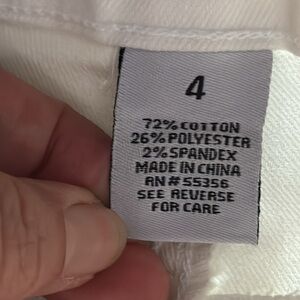 4
72% COTTON
26% POLYESTER
2% SPANDEX
MADE IN CHINA
RN # 55356
SEE REVERSE
FOR CARE